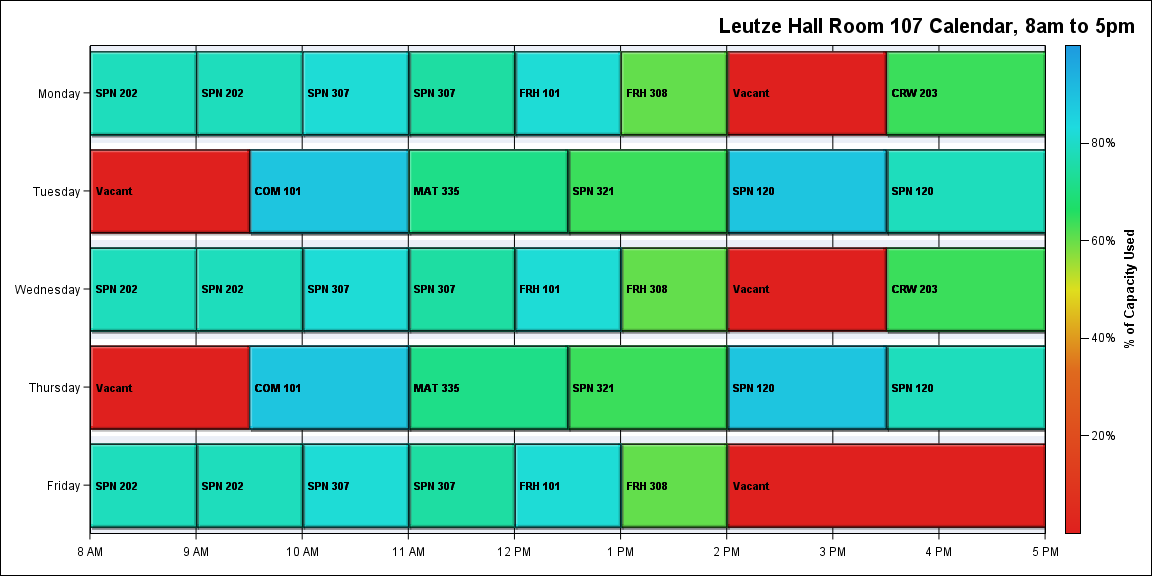 Leutze Hall Room 107 Calendar, 8am to 5pm
Monday
SPN 202
SPN 202
SPN 307
SPN 307
FRH 101
FRH 308
Vacant
CRW 203
Tuesday
Vacant
COM 101
MAT 335
SPN 321
SPN 120
SPN 120
Wednesday
SPN 202
SPN 202
SPN 307
SPN 307
FRH 101
FRH 308
Vacant
CRW 203
Thursday
Vacant
COM 101
MAT 335
SPN 321
SPN 120
SPN 120
Friday
SPN 202
SPN 202
SPN 307
SPN 307
FRH 101
FRH 308
Vacant
8 AM
9 AM
10 AM
11 AM
12 PM
1 PM
2 PM
3 PM
4 PM
5 PM
80%
60%
40%
20%
% of Capacity Used